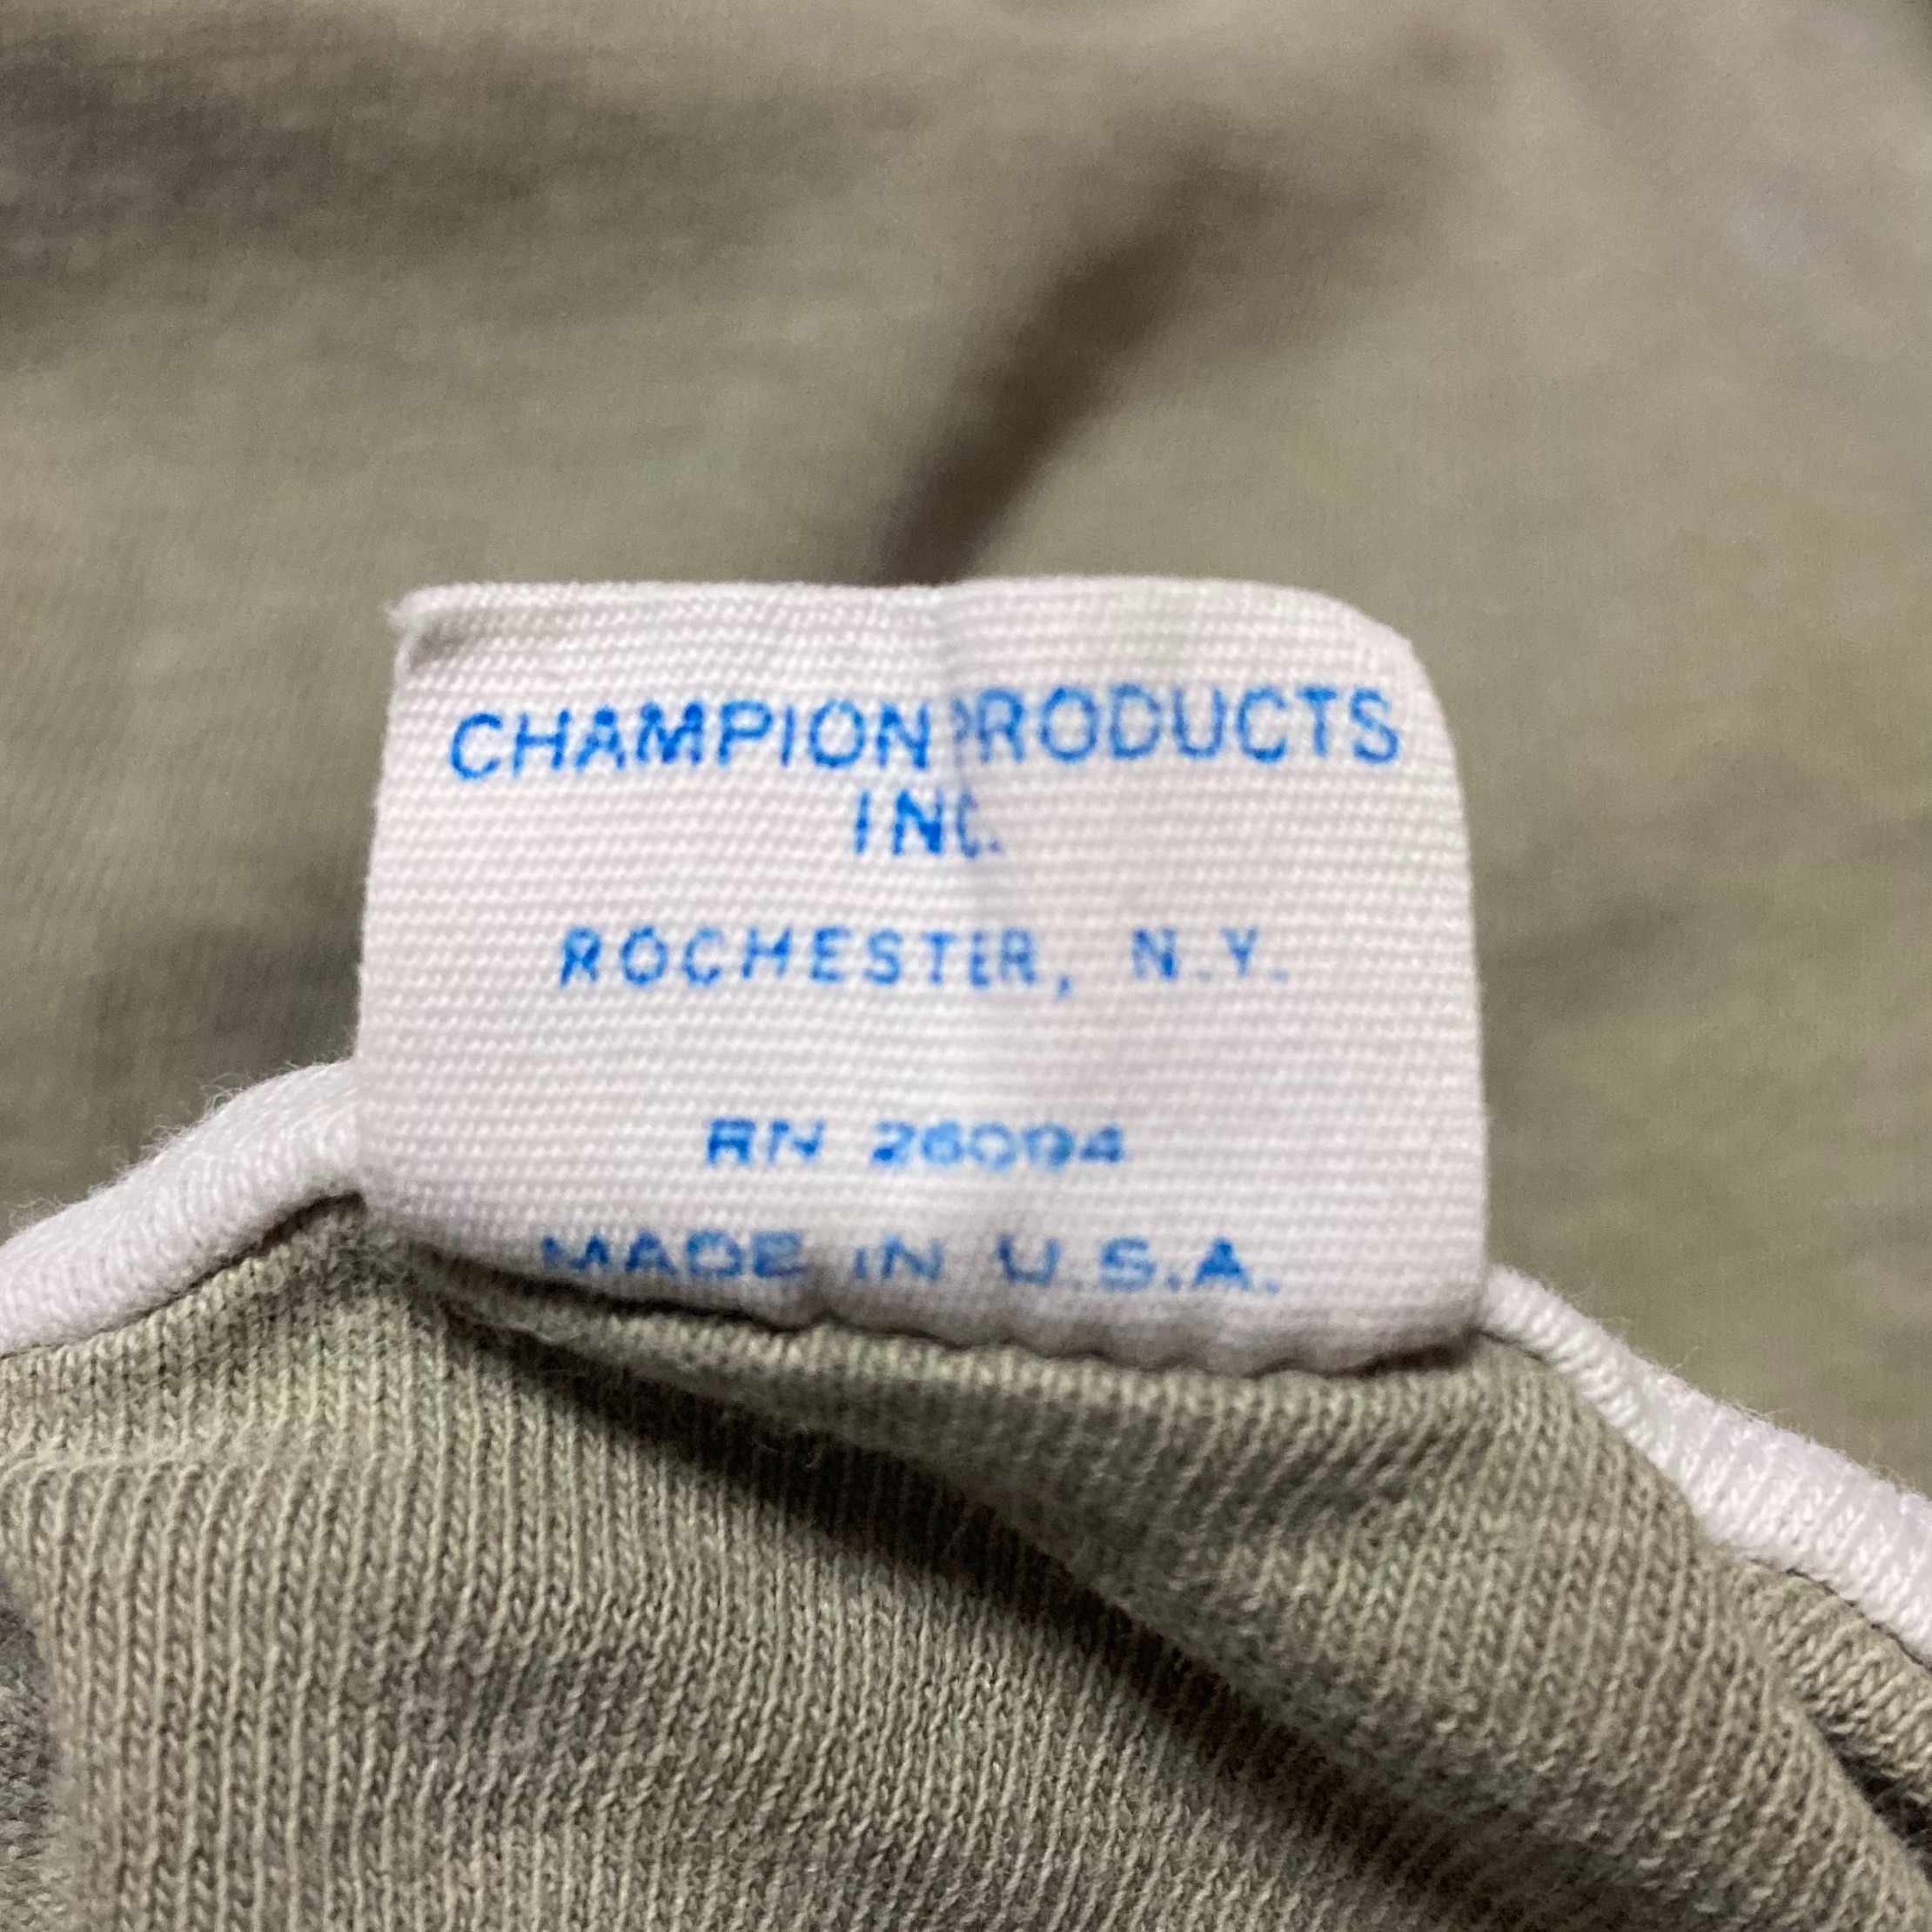 CHAMPION PRODUCTS
INC.
ROCHESTER, N.Y.
RN 26094
MADE IN U.S.A.